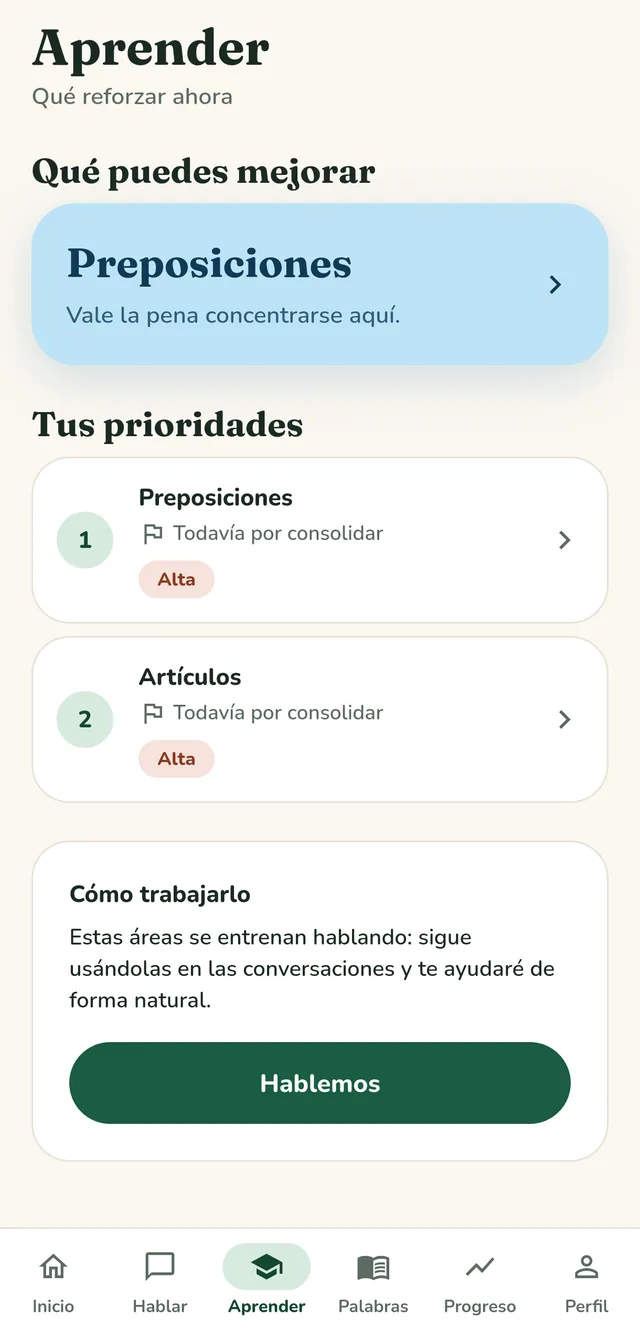 Aprender
Qué reforzar ahora
Qué puedes mejorar
Preposiciones
Vale la pena concentrarse aquí.
Tus prioridades
1
Preposiciones
Todavía por consolidar
Alta
2
Artículos
Todavía por consolidar
Alta
Cómo trabajarlo
Estas áreas se entrenan hablando: sigue
usándolas en las conversaciones y te ayudaré de
forma natural.
Hablemos
Inicio
Hablar
Aprender
Palabras
Progreso
Perfil